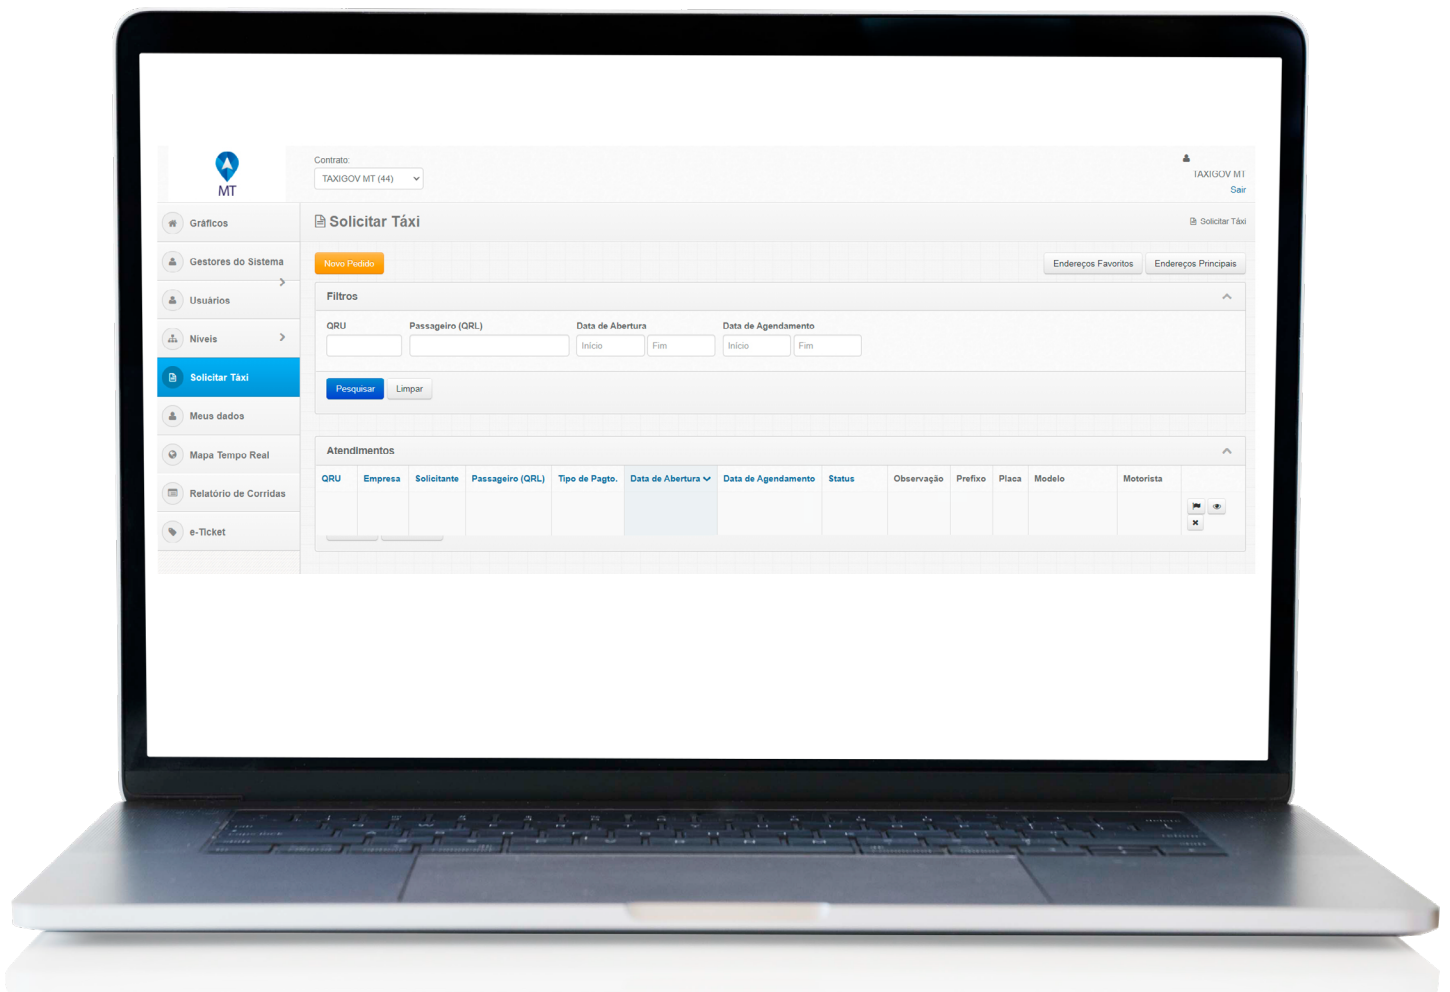 MT
Contrato:
TAXIGOV MT (44)
TAXIGOV MT
Sair
Gráficos
Gestores do Sistema
Usuários
Níveis
Solicitar Táxi
Meus dados
Mapa Tempo Real
Relatório de Corridas
e-Ticket
Solicitar Táxi
Solicitar Táxi
Novo Pedido
Endereços Favoritos Endereços Principais
Filtros
QRU Passageiro (QRL) Data de Abertura Data de Agendamento
Início Fim Início Fim
Pesquisar Limpar
Atendimentos
QRU Empresa Solicitante Passageiro (QRL) Tipo de Pagto. Data de Abertura Data de Agendamento Status Observação Prefixo Placa Modelo Motorista